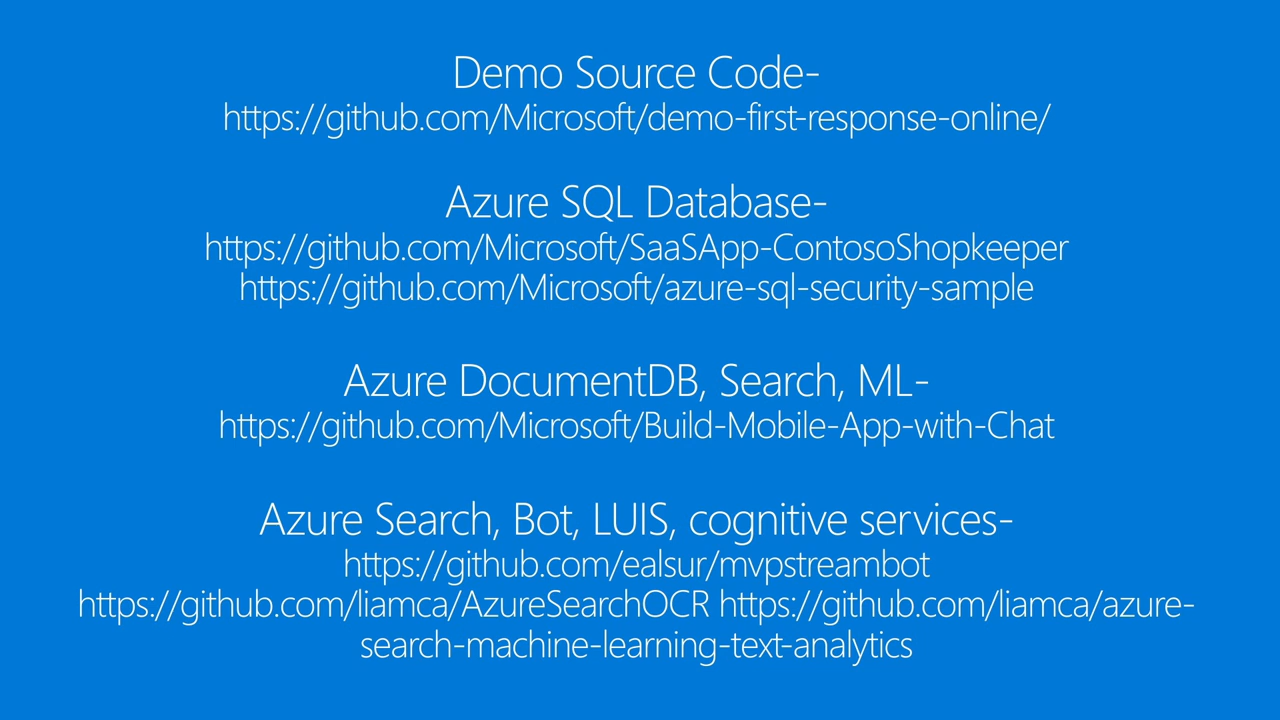 Demo Source Code-
https://github.com/Microsoft/demo-first-response-online/
Azure SQL Database-
https://github.com/Microsoft/SaaSApp-ContosoShopkeeper
https://github.com/Microsoft/azure-sql-security-sample
Azure DocumentDB, Search, ML-
https://github.com/Microsoft/Build-Mobile-App-with-Chat
Azure Search, Bot, LUIS, cognitive services-
https://github.com/ealsur/mvpstreambot
https://github.com/liamca/AzureSearchOCR https://github.com/liamca/azure-
search-machine-learning-text-analytics